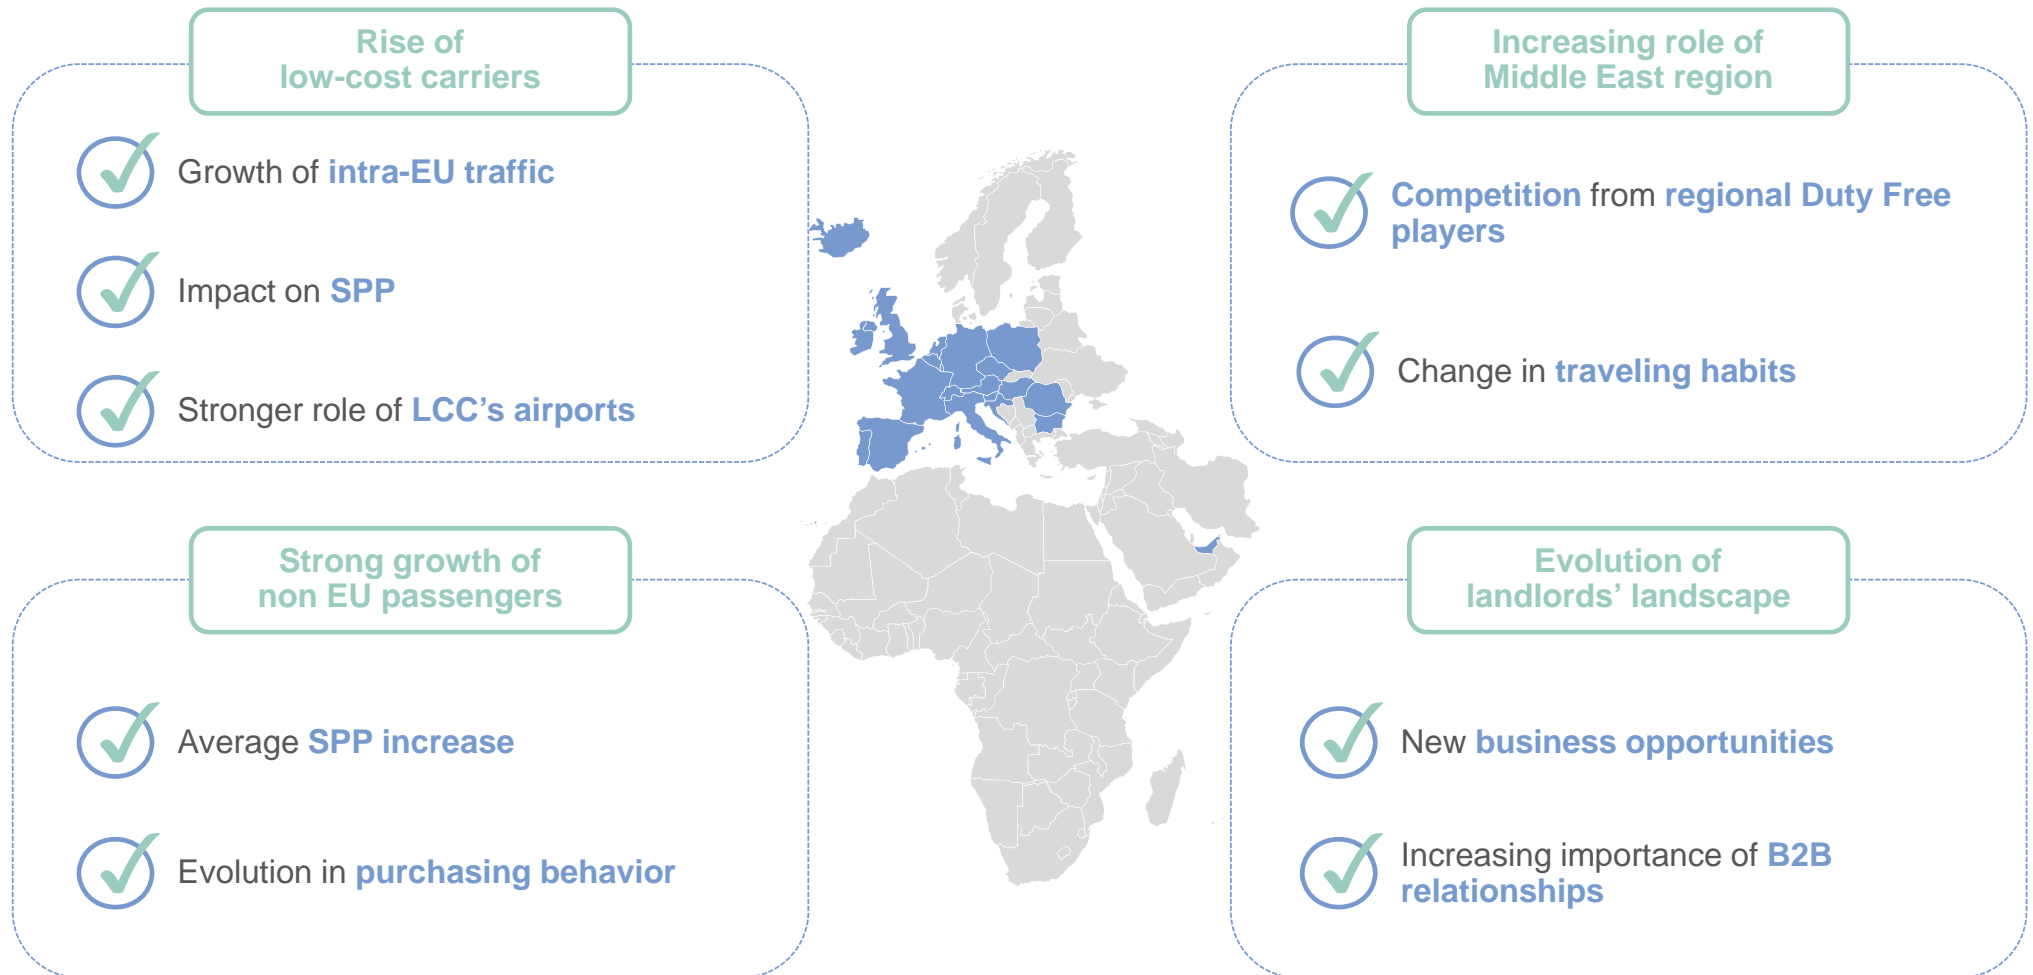 Rise of
low-cost carriers
Growth of intra-EU traffic
Impact on SPP
Stronger role of LCC’s airports
Increasing role of
Middle East region
Competition from regional Duty Free
players
Change in traveling habits
Strong growth of
non EU passengers
Average SPP increase
Evolution in purchasing behavior
Evolution of
landlords’ landscape
New business opportunities
Increasing importance of B2B
relationships